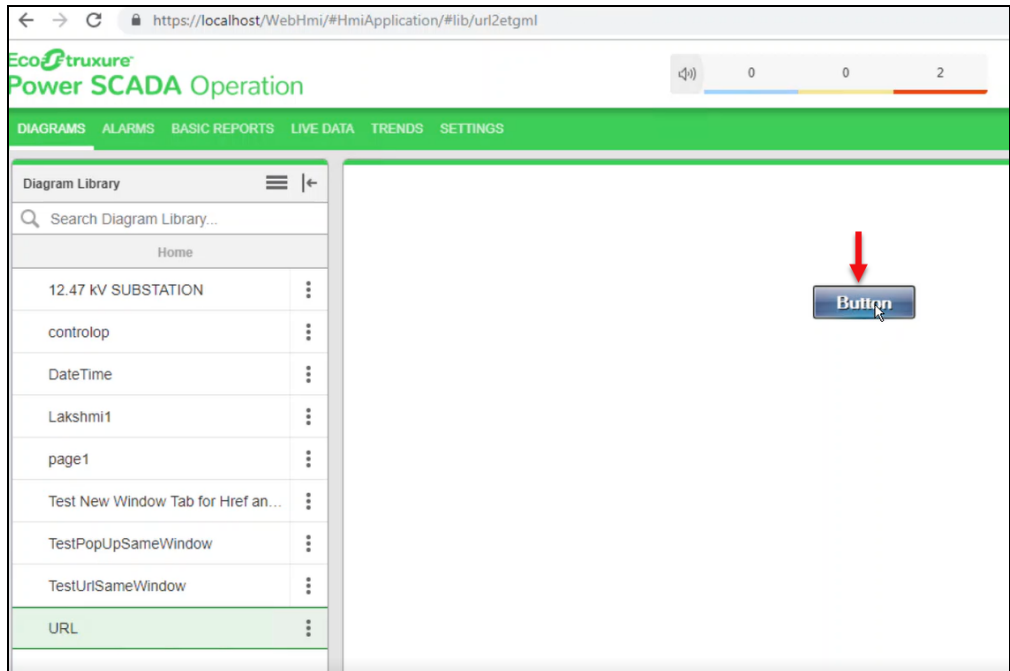 https://localhost/WebHmi/#HmiApplication/#lib/url2etgml
EcoStruxure
Power SCADA Operation
0 0 2
DIAGRAMS ALARMS BASIC REPORTS LIVE DATA TRENDS SETTINGS
Diagram Library
Search Diagram Library...
Home
12.47 kV SUBSTATION
controlop
DateTime
Lakshmi1
page1
Test New Window Tab for Href an...
TestPopUpSameWindow
TestUrlSameWindow
URL
Button